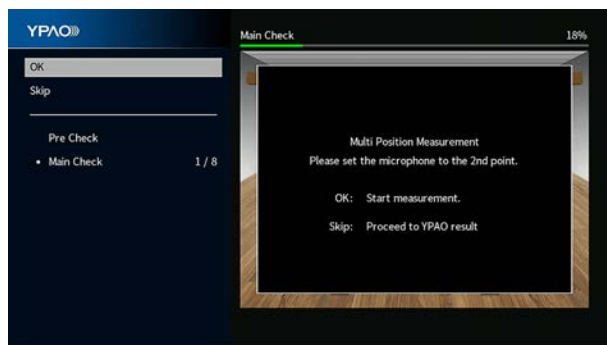 YPAO
OK
Skip
Pre Check
• Main Check 1 / 8
Main Check 18%
Multi Position Measurement
Please set the microphone to the 2nd point.
OK: Start measurement.
Skip: Proceed to YPAO result